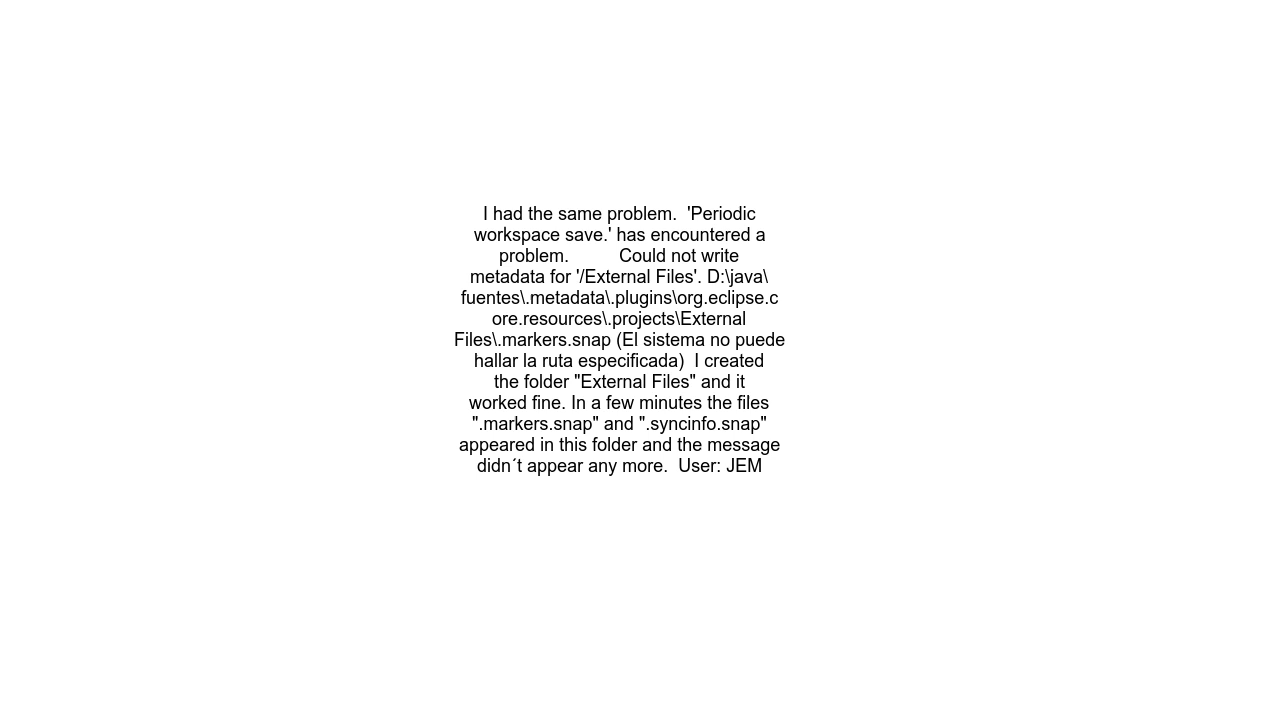 I had the same problem.  'Periodic
workspace save.' has encountered a
problem.          Could not write
metadata for '/External Files'. D:\java\
fuentes\.metadata\.plugins\org.eclipse.c
ore.resources\.projects\External
Files\.markers.snap (El sistema no puede
hallar la ruta especificada)  I created
the folder "External Files" and it
worked fine. In a few minutes the files
".markers.snap" and ".syncinfo.snap"
appeared in this folder and the message
didn´t appear any more.  User: JEM